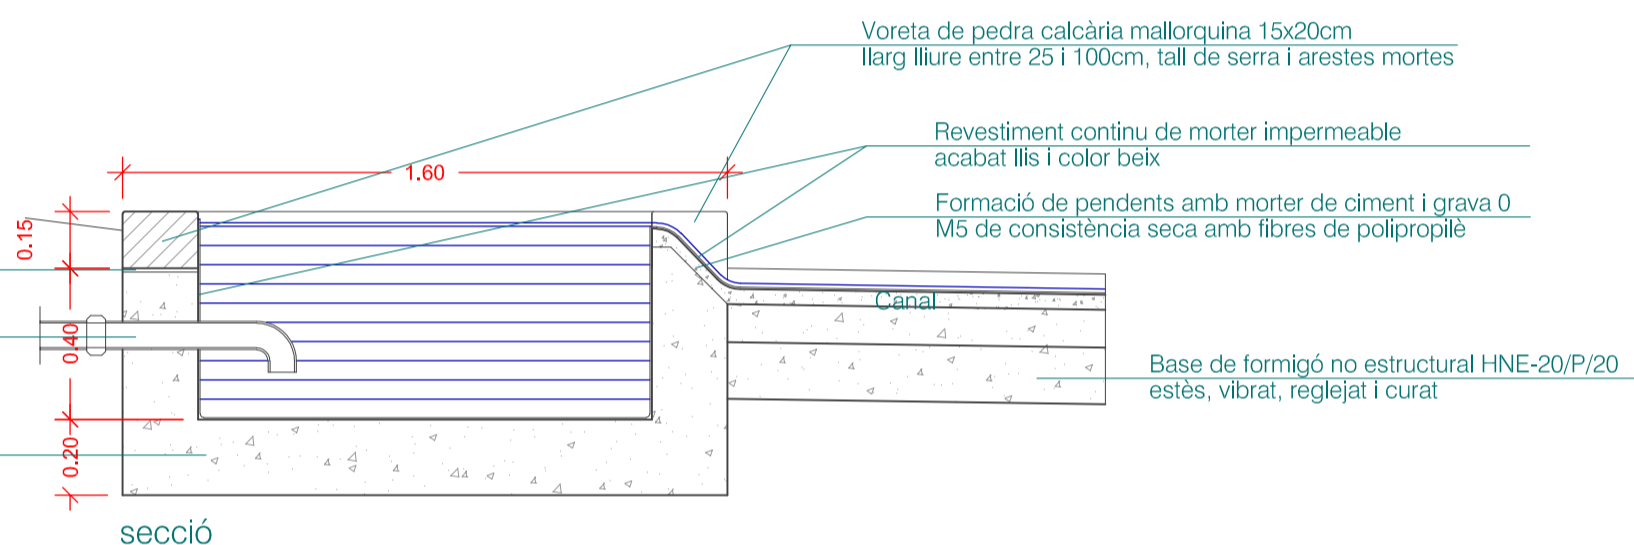 Voreta de pedra calcària mallorquina 15x20cm
llarg lliure entre 25 i 100cm, tall de serra i arestes mortes
Revestiment continu de morter impermeable
acabat llis i color beix
1.60
Formació de pendents amb morter de ciment i grava 0
M5 de consistència seca amb fibres de polipropilè
0.15
Canal
0.40
Base de formigó no estructural HNE-20/P/20
estès, vibrat, reglejat i curat
0.20
secció